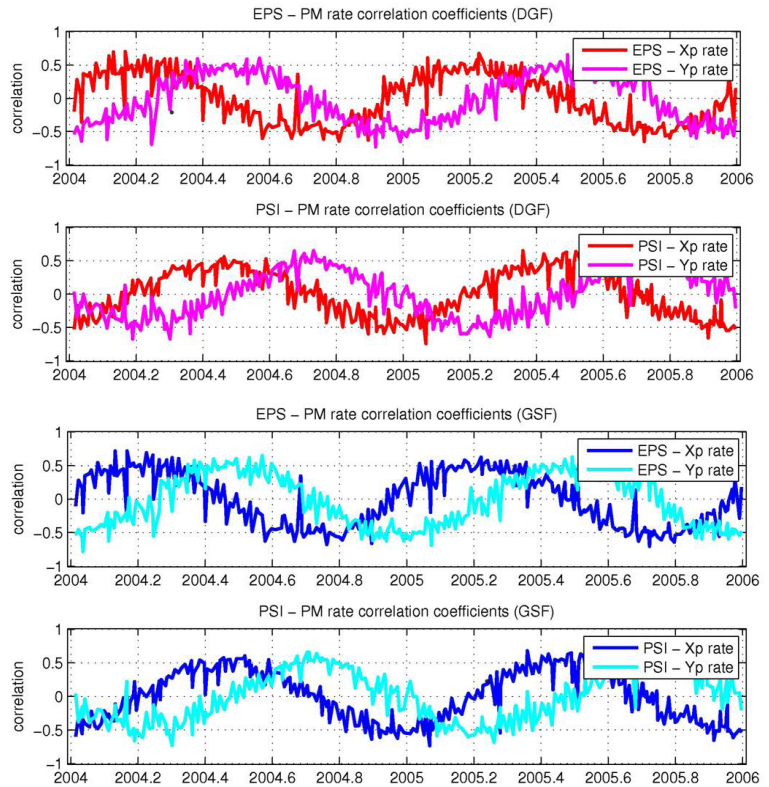 EPS − PM rate correlation coefficients (DGF)
1
0.5
0
−0.5
−1
correlation
EPS − Xp rate
EPS − Yp rate
2004 2004.2 2004.4 2004.6 2004.8 2005 2005.2 2005.4 2005.6 2005.8 2006
PSI − PM rate correlation coefficients (DGF)
1
0.5
0
−0.5
−1
correlation
PSI − Xp rate
PSI − Yp rate
2004 2004.2 2004.4 2004.6 2004.8 2005 2005.2 2005.4 2005.6 2005.8 2006
EPS − PM rate correlation coefficients (GSF)
1
0.5
0
−0.5
−1
correlation
EPS − Xp rate
EPS − Yp rate
2004 2004.2 2004.4 2004.6 2004.8 2005 2005.2 2005.4 2005.6 2005.8 2006
PSI − PM rate correlation coefficients (GSF)
1
0.5
0
−0.5
−1
correlation
PSI − Xp rate
PSI − Yp rate
2004 2004.2 2004.4 2004.6 2004.8 2005 2005.2 2005.4 2005.6 2005.8 2006